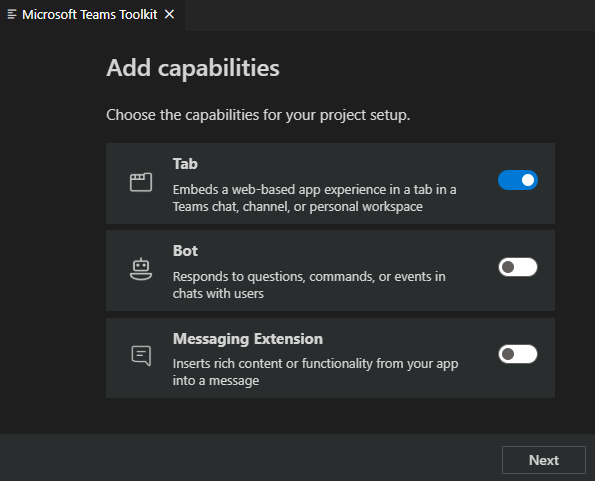 Microsoft Teams Toolkit
Add capabilities
Choose the capabilities for your project setup.
Tab
Embeds a web-based app experience in a tab in a
Teams chat, channel, or personal workspace
Bot
Responds to questions, commands, or events in
chats with users
Messaging Extension
Inserts rich content or functionality from your app
into a message
Next